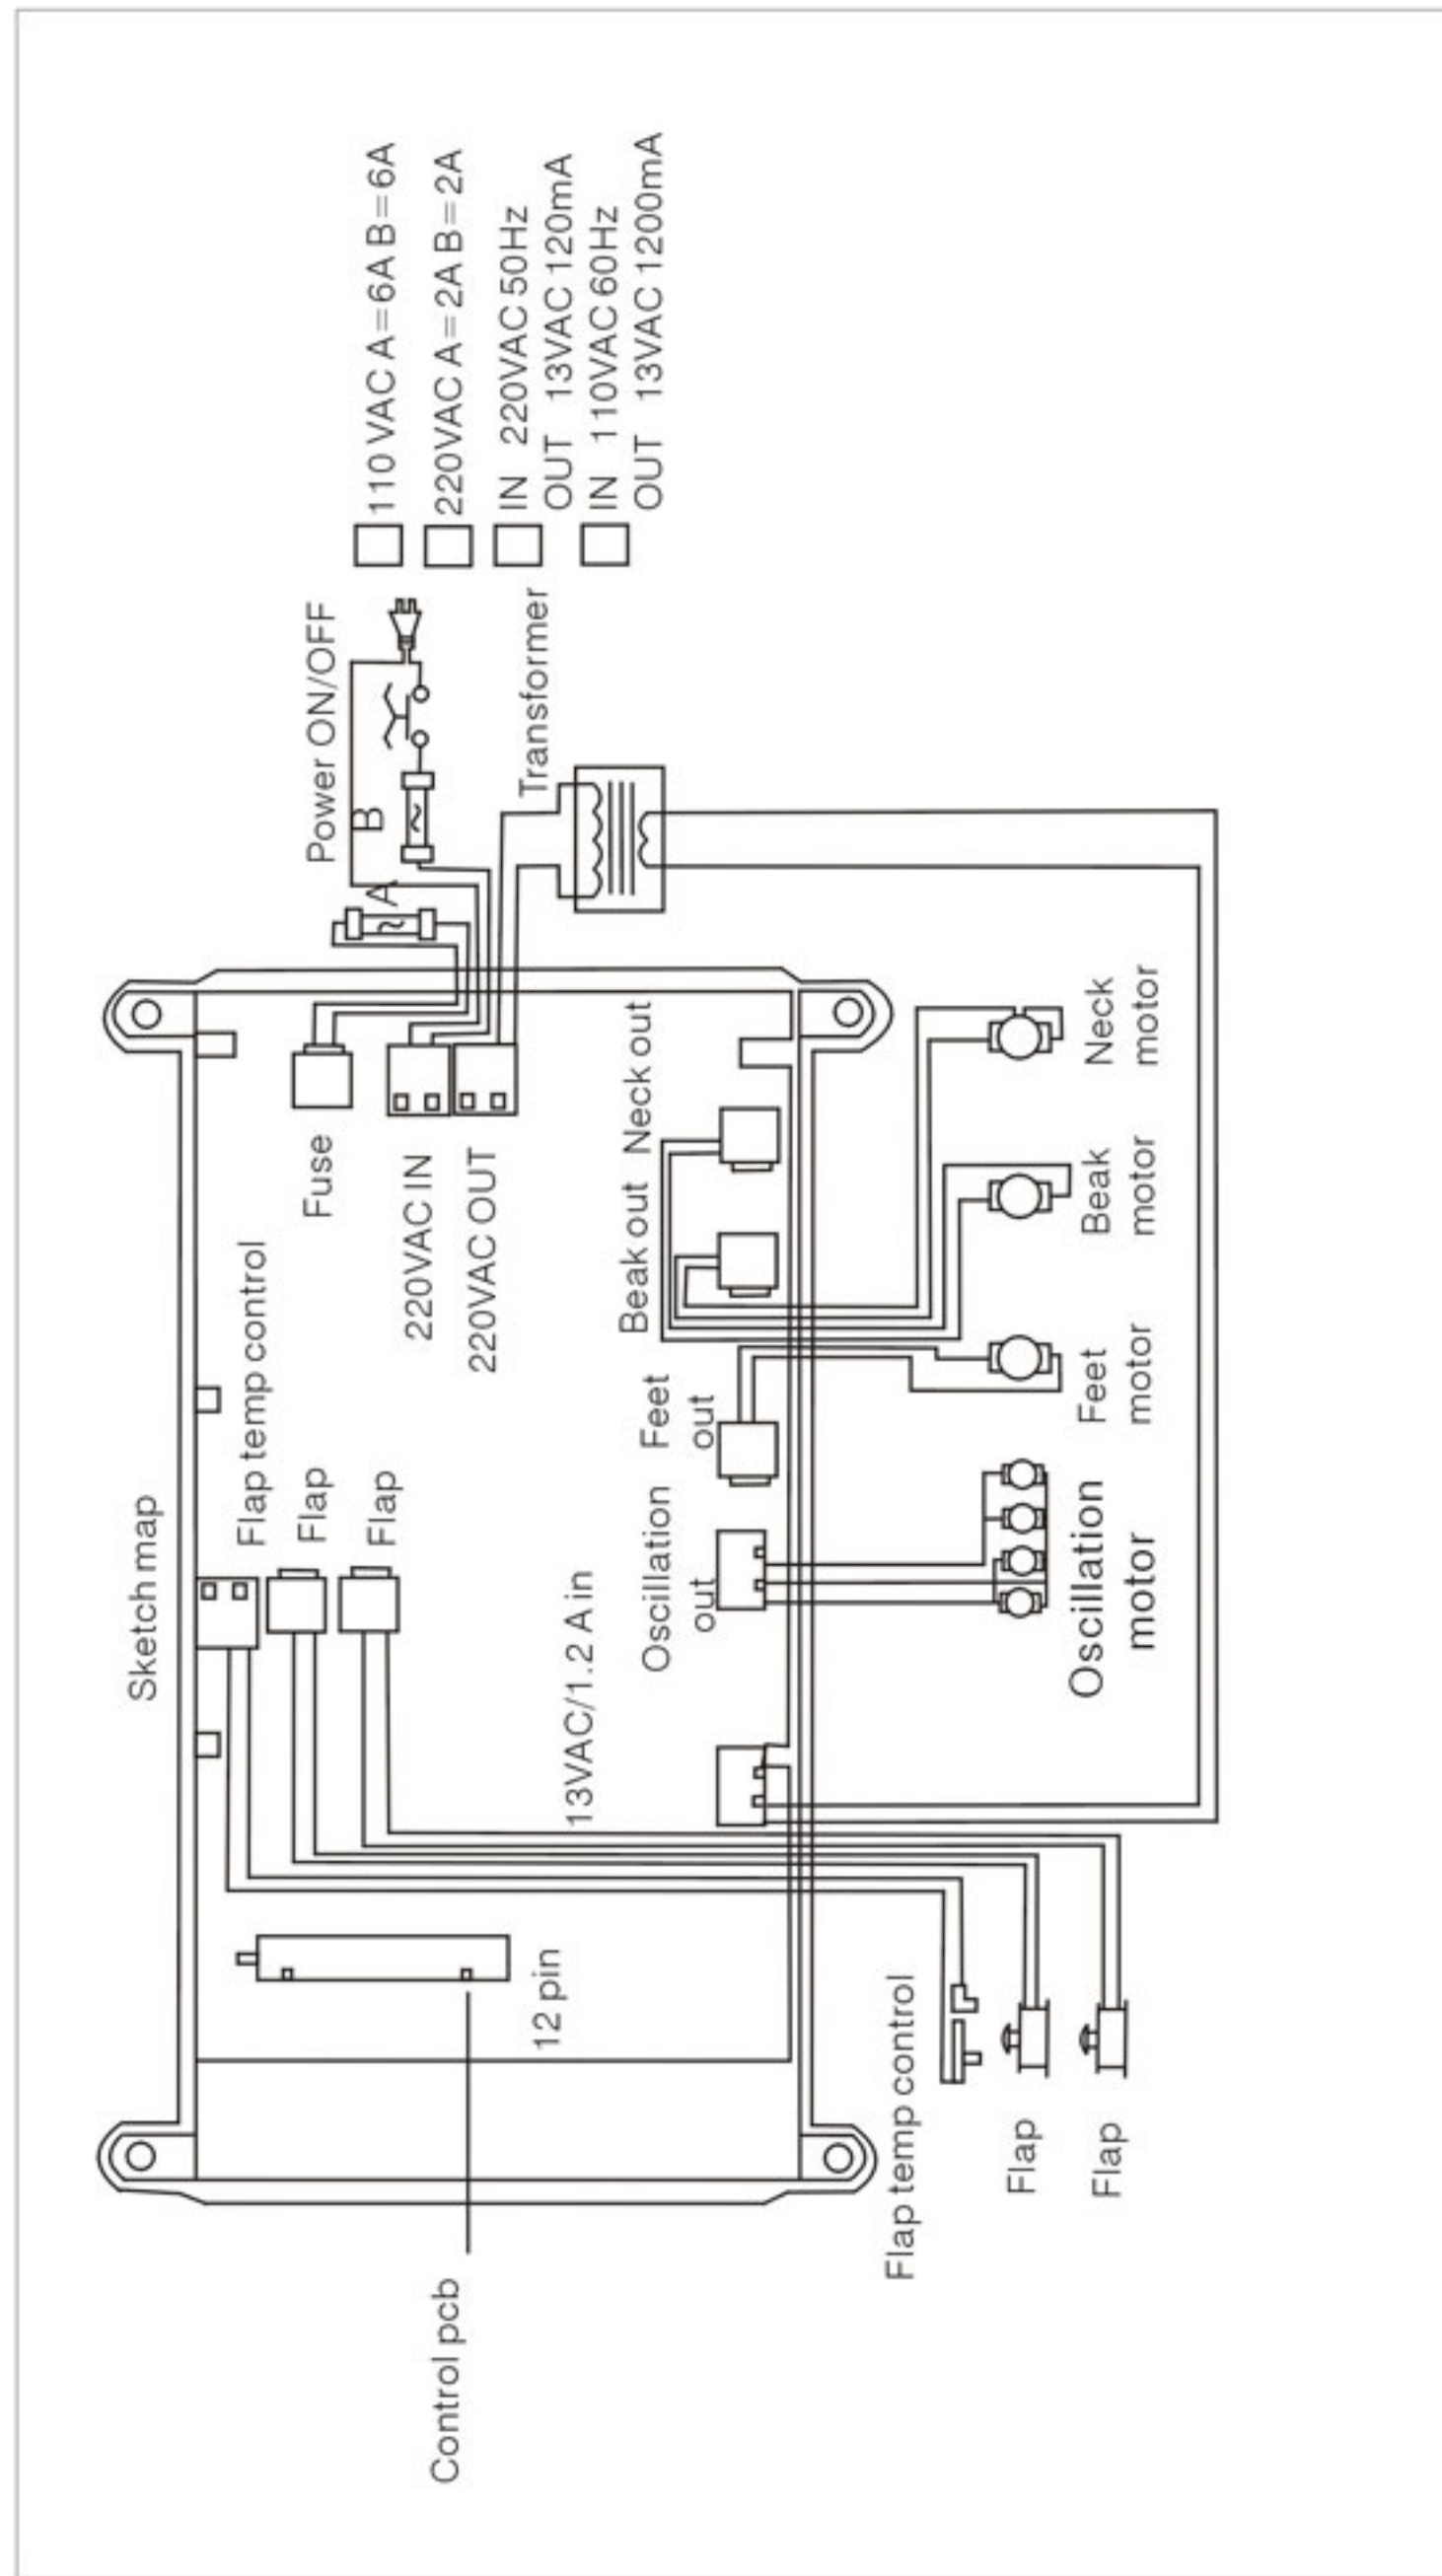 Sketch map
Power ON/OFF
B
A
110 VAC A=6A B=6A
220VAC A=2A B=2A
IN 220VAC 50Hz
OUT 13VAC 120mA
IN 110VAC 60Hz
OUT 13VAC 1200mA
Transformer
Flap temp control
Flap
Flap
Fuse
220VAC IN
220VAC OUT
Control pcb
12 pin
13VAC/1.2 A in
Oscillation
out
Feet
out
Beak out
Neck out
Flap temp control
Flap
Flap
Oscillation
motor
Feet
motor
Beak
motor
Neck
motor